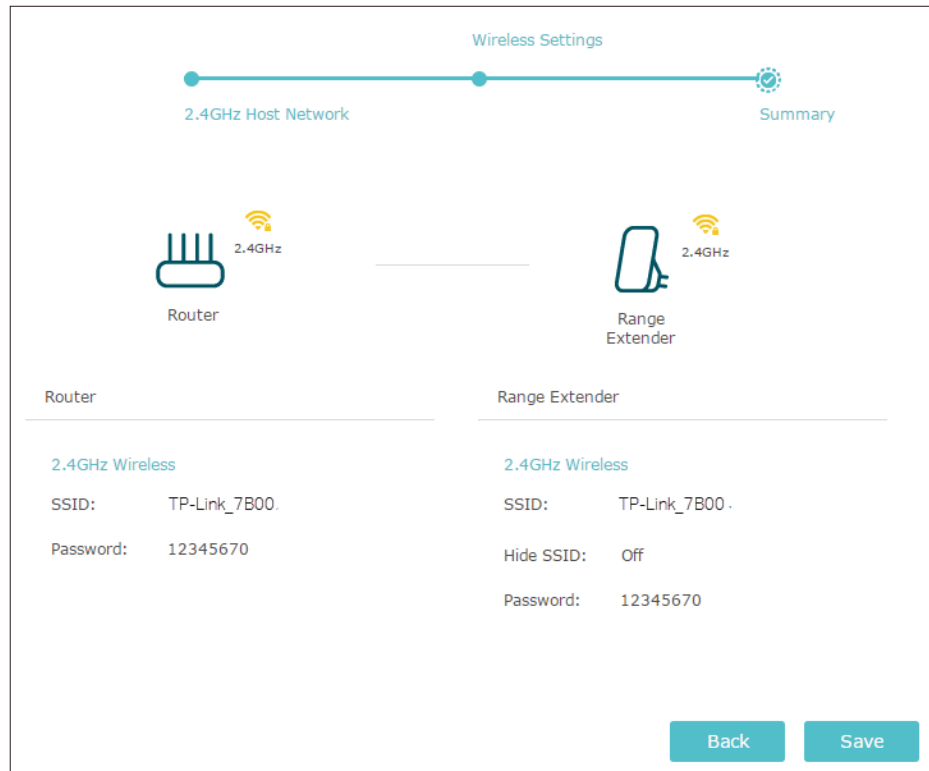 Wireless Settings
2.4GHz Host Network
Summary
2.4GHz
Router
2.4GHz
Range
Extender
Router
2.4GHz Wireless
SSID: TP-Link_7B00
Password: 12345670
Range Extender
2.4GHz Wireless
SSID: TP-Link_7B00
Hide SSID: Off
Password: 12345670
Back
Save